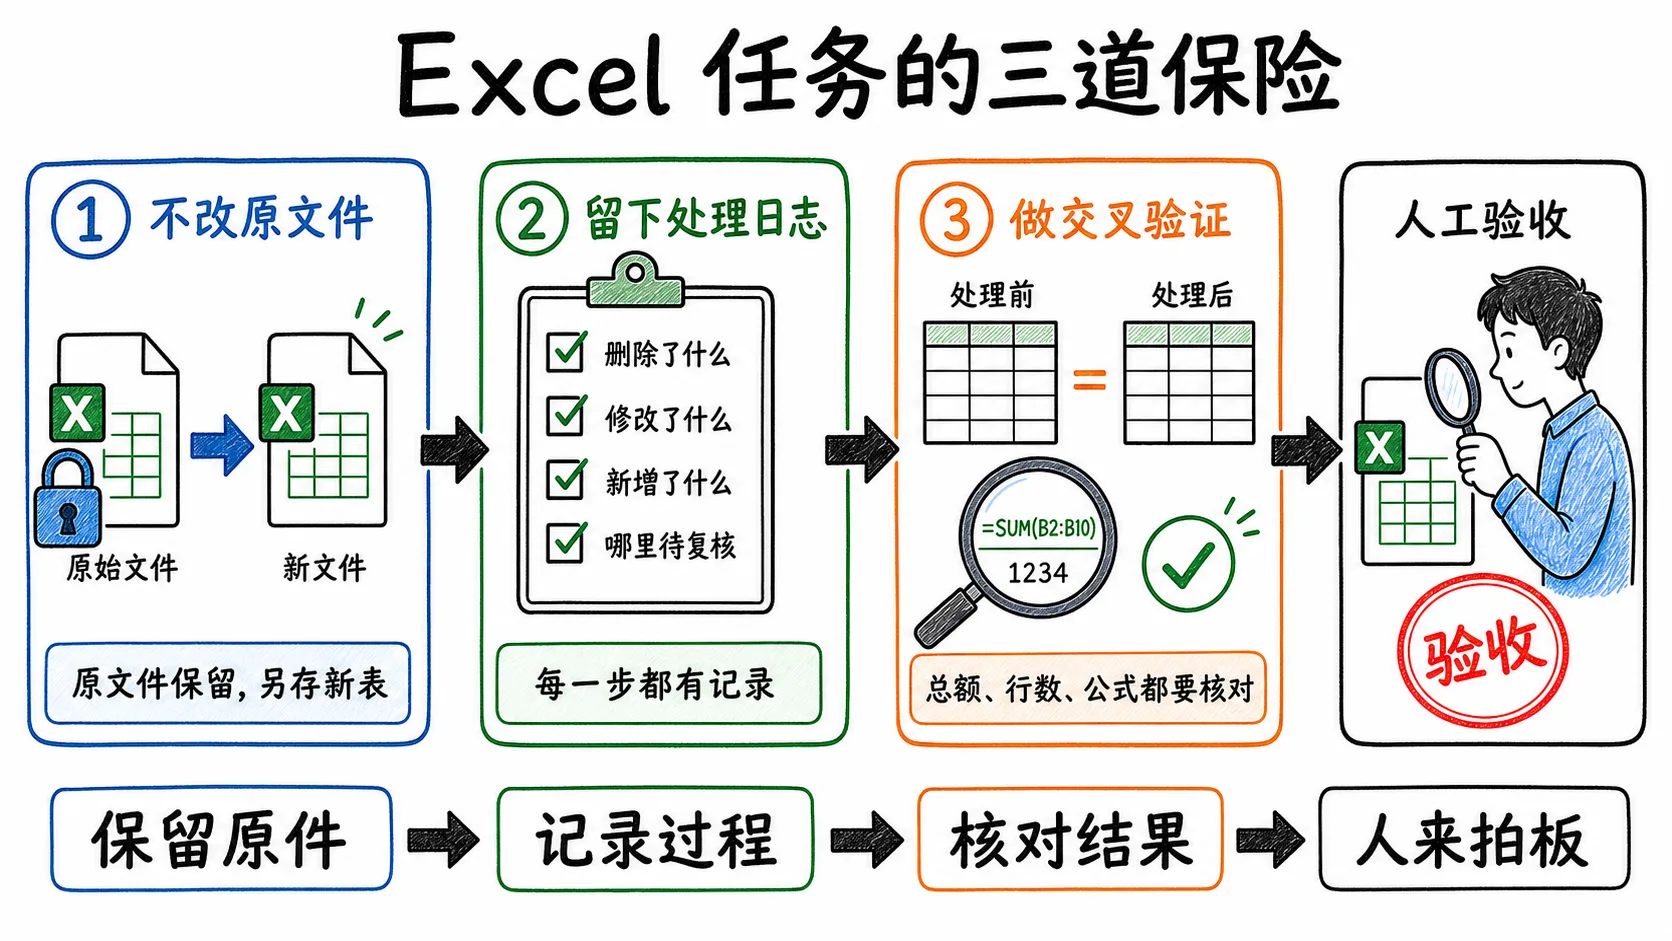 Excel 任务的三道保险
① 不改原文件
X
X
原始文件
新文件
原文件保留,另存新表
② 留下处理日志
删除了什么
修改了什么
新增了什么
哪里待复核
每一步都有记录
③ 做交叉验证
处理前
处理后
=
=SUM(B2:B10)
1234
总额、行数、公式都要核对
人工验收
X
验收
保留原件
记录过程
核对结果
人来拍板